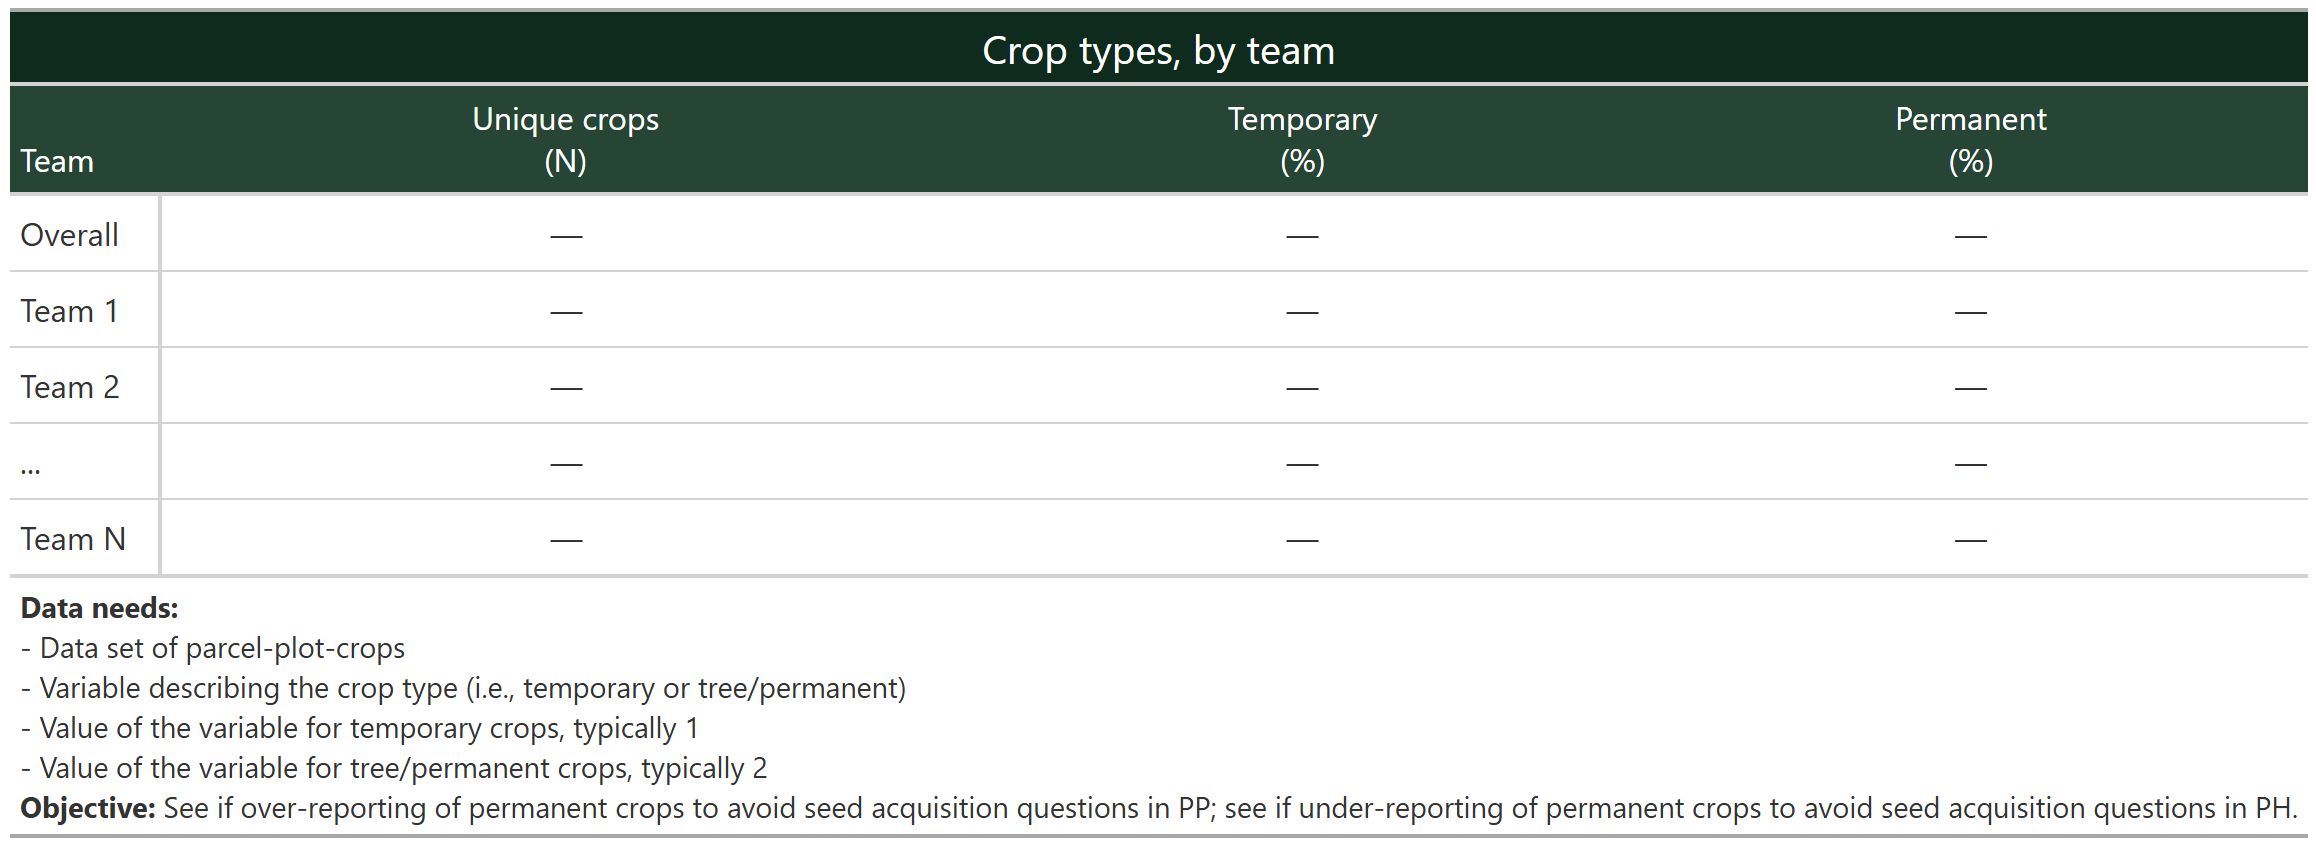 Crop types, by team
Team Unique crops (N) Temporary (%) Permanent (%)
Overall — — —
Team 1 — — —
Team 2 — — —
... — — —
Team N — — —
Data needs:
- Data set of parcel-plot-crops
- Variable describing the crop type (i.e., temporary or tree/permanent)
- Value of the variable for temporary crops, typically 1
- Value of the variable for tree/permanent crops, typically 2
Objective: See if over-reporting of permanent crops to avoid seed acquisition questions in PP; see if under-reporting of permanent crops to avoid seed acquisition questions in PH.